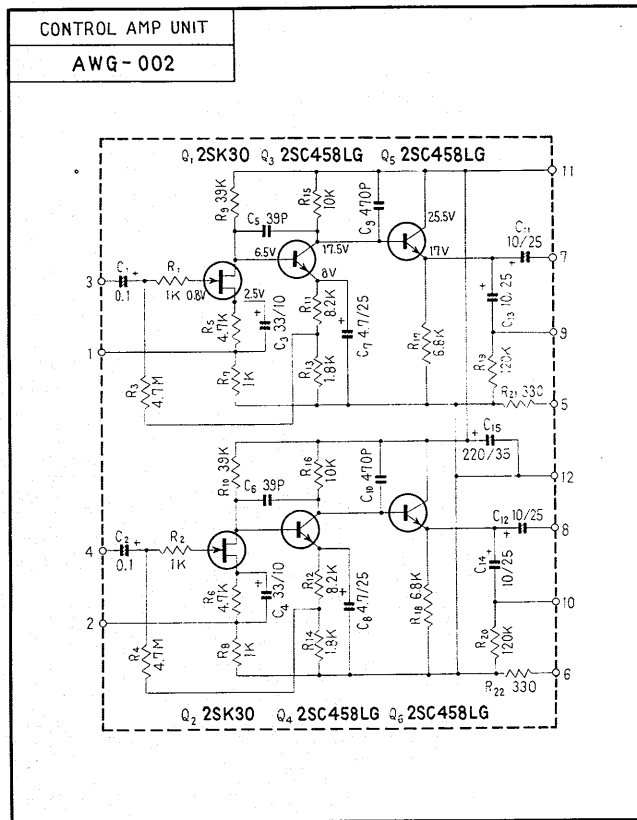 CONTROL AMP UNIT
AWG-002
Q1 2SK30 Q3 2SC458LG Q5 2SC458LG
11
R9 39K
R15 10K
C9 470P
C5 39P
25.5V
6.5V
17.5V
17V
C11 10/25
7
3
C1 +
0.1
R1
1K
0.8V
8V
2.5V
R5 4.7K
+
C3 33/10
R11 8.2K
+
C7 4.7/25
R17 6.8K
+
C13 10/25
9
1
R3 4.7M
R7 1K
R13 1.8K
R19 120K
R21 330
5
+ C15
220/35
R10 39K
C6 39P
R16 10K
C10 470P
12
C12 10/25
+
8
4
C2 +
0.1
R2
1K
R6 4.7K
+
C4 33/10
R12 8.2K
+
C8 4.7/25
R18 6.8K
C14 +
10/25
10
2
R4 4.7M
R8 1K
R14 1.8K
R20 120K
R22 330
6
Q2 2SK30 Q4 2SC458LG Q6 2SC458LG